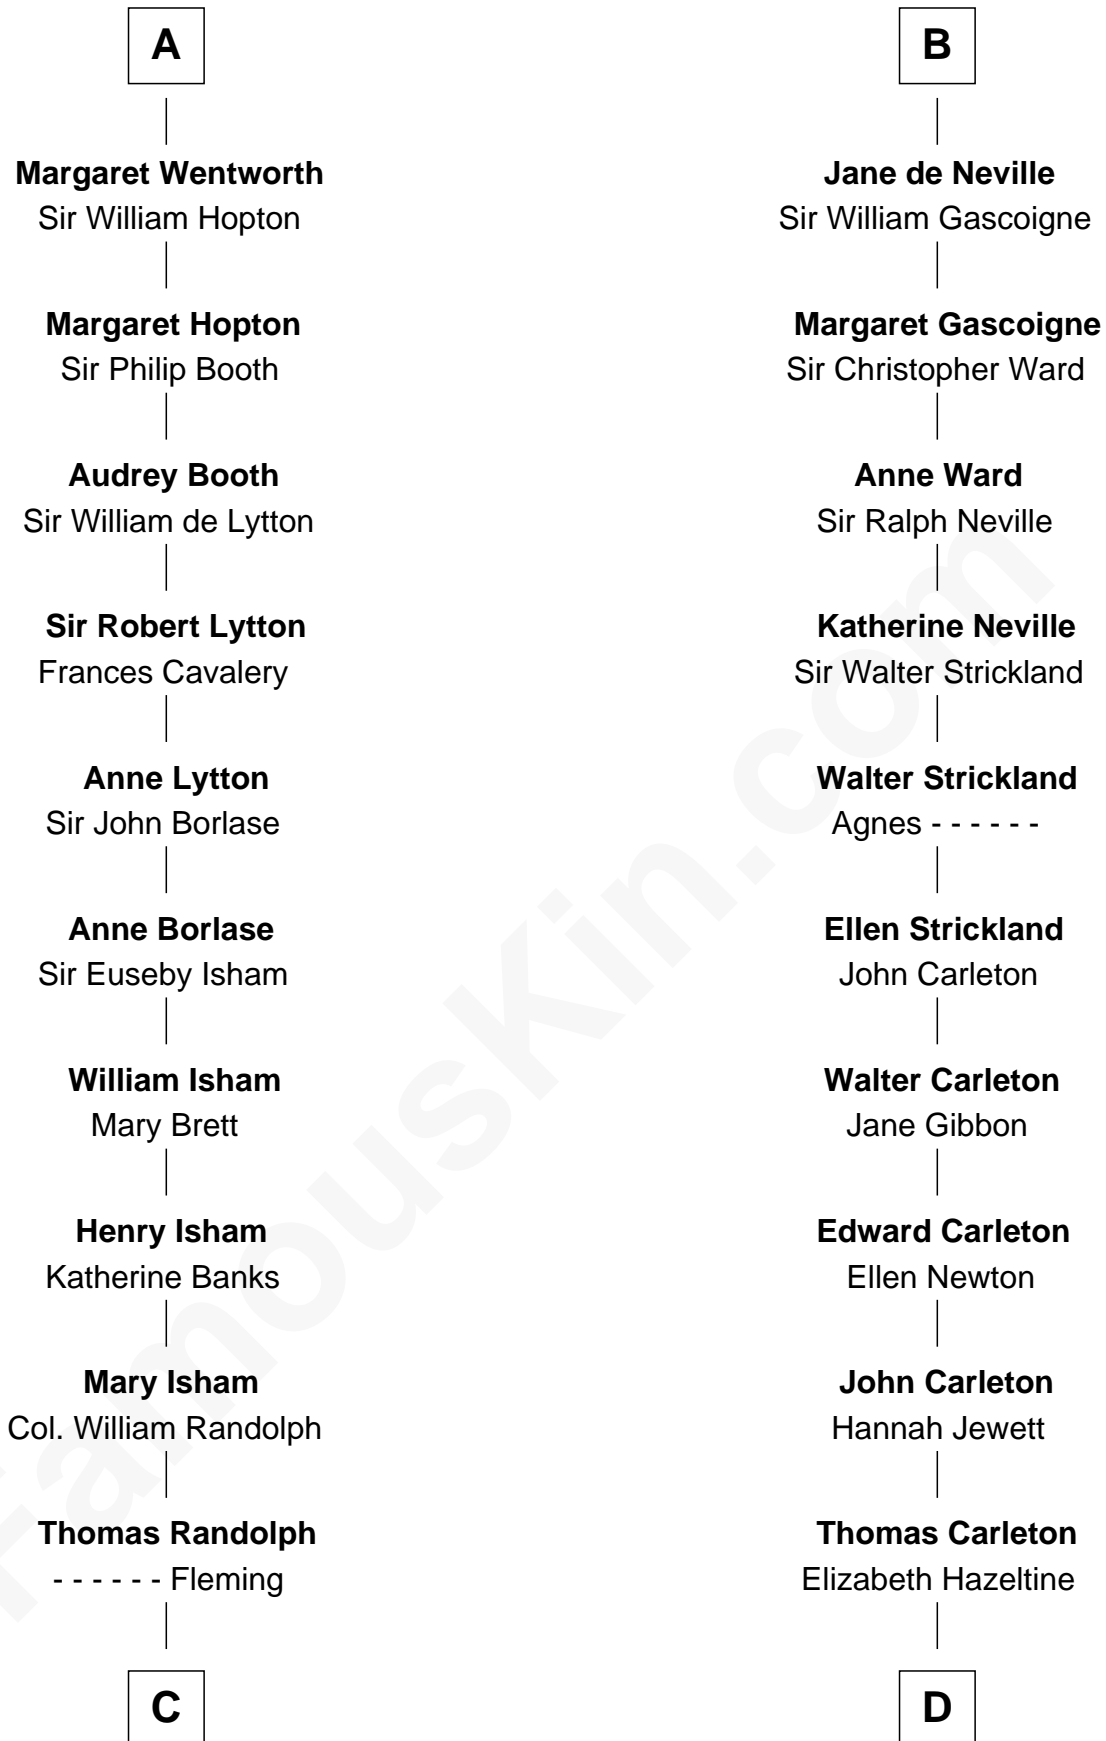 A
Margaret Wentworth
Sir William Hopton
Margaret Hopton
Sir Philip Booth
Audrey Booth
Sir William de Lytton
Sir Robert Lytton
Frances Cavalery
Anne Lytton
Sir John Borlase
Anne Borlase
Sir Euseby Isham
William Isham
Mary Brett
Henry Isham
Katherine Banks
Mary Isham
Col. William Randolph
Thomas Randolph
- - - - - - Fleming
C
B
Jane de Neville
Sir William Gascoigne
Margaret Gascoigne
Sir Christopher Ward
Anne Ward
Sir Ralph Neville
Katherine Neville
Sir Walter Strickland
Walter Strickland
Agnes - - - - - -
Ellen Strickland
John Carleton
Walter Carleton
Jane Gibbon
Edward Carleton
Ellen Newton
John Carleton
Hannah Jewett
Thomas Carleton
Elizabeth Hazeltine
D
FamousKin.com